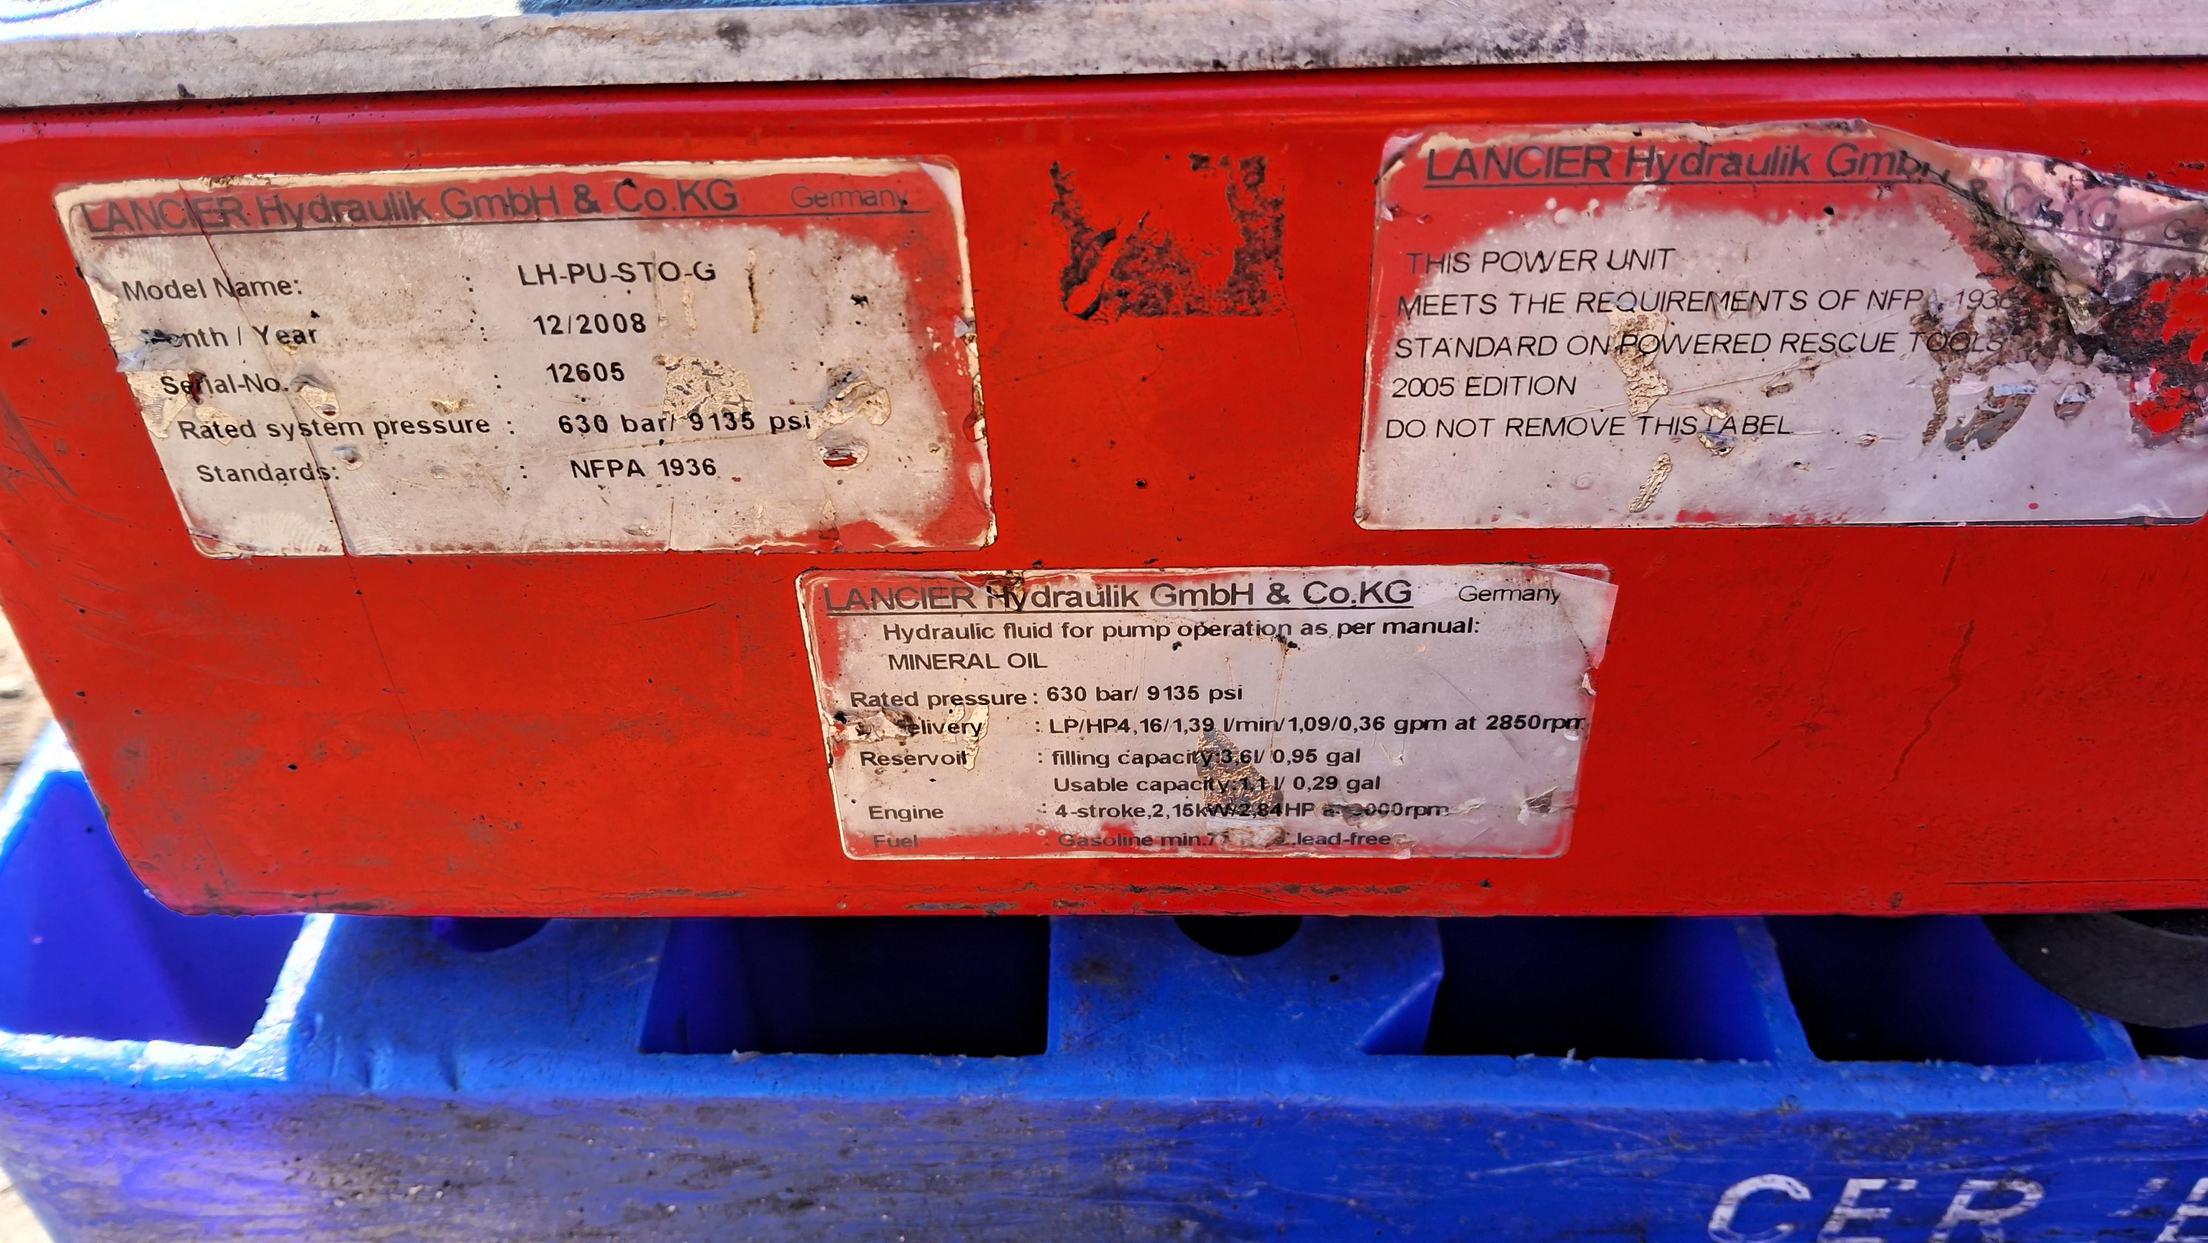 LANCIER Hydraulik GmbH & Co.KG Germany
Model Name: : LH-PU-STO-G
/ Year : 12/2008
Serial-No. : 12605
Rated system pressure : 630 bar/ 9135 psi
Standards: : NFPA 1936
LANCIER Hydraulik GmbH & Co.KG
THIS POWER UNIT
MEETS THE REQUIREMENTS OF NFPA 1936
STANDARD ON POWERED RESCUE TOOLS
2005 EDITION
DO NOT REMOVE THIS LABEL
LANCIER Hydraulik GmbH & Co.KG Germany
Hydraulic fluid for pump operation as per manual:
MINERAL OIL
Rated pressure : 630 bar/ 9135 psi
: LP/HP4,16/1,39 l/min/1,09/0,36 gpm at 2850rpm
Reservoir : filling capacity:3,6l/ 0,95 gal
Usable capacity:1,1 l/ 0,29 gal
Engine : 4-stroke,2,15kW/2,84HP
Fuel : Gasoline lead-free